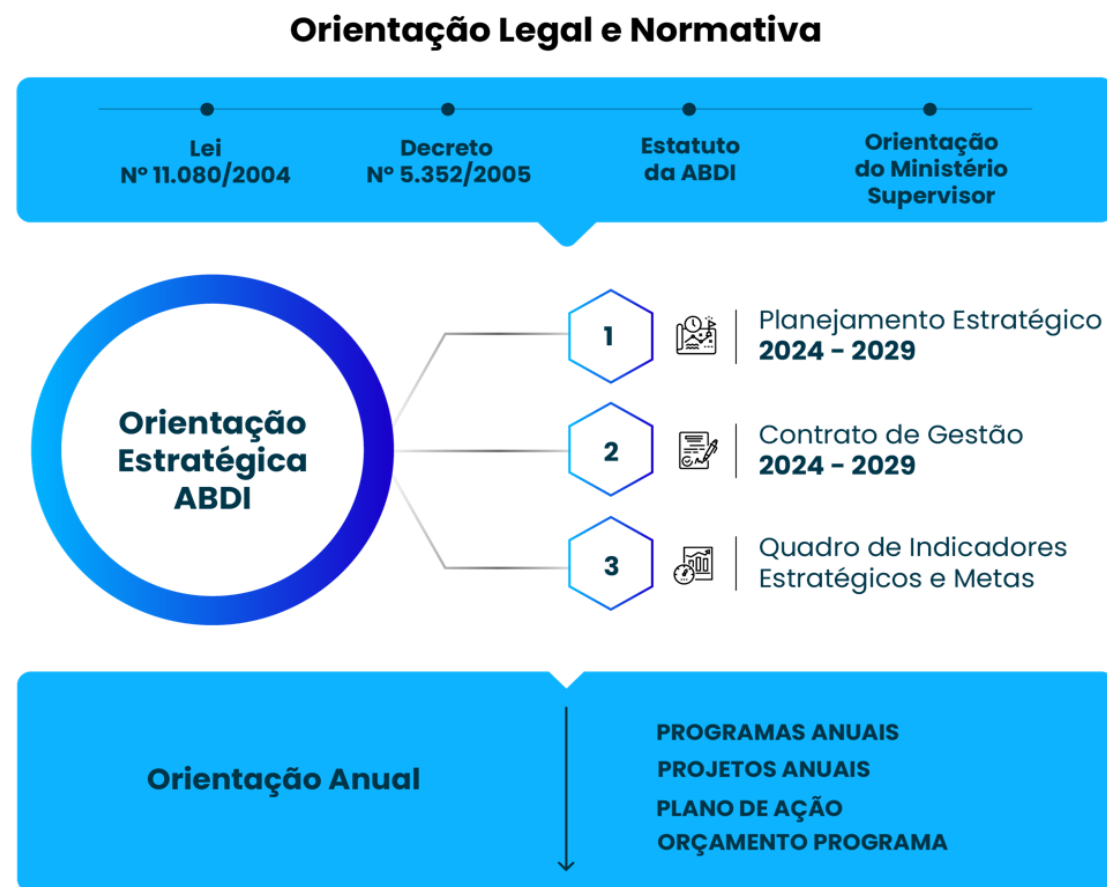 Orientação Legal e Normativa
Lei
Nº 11.080/2004
Decreto
Nº 5.352/2005
Estatuto
da ABDI
Orientação
do Ministério
Supervisor
Orientação
Estratégica
ABDI
1
Planejamento Estratégico
2024 – 2029
2
Contrato de Gestão
2024 – 2029
3
Quadro de Indicadores
Estratégicos e Metas
Orientação Anual
PROGRAMAS ANUAIS
PROJETOS ANUAIS
PLANO DE AÇÃO
ORÇAMENTO PROGRAMA